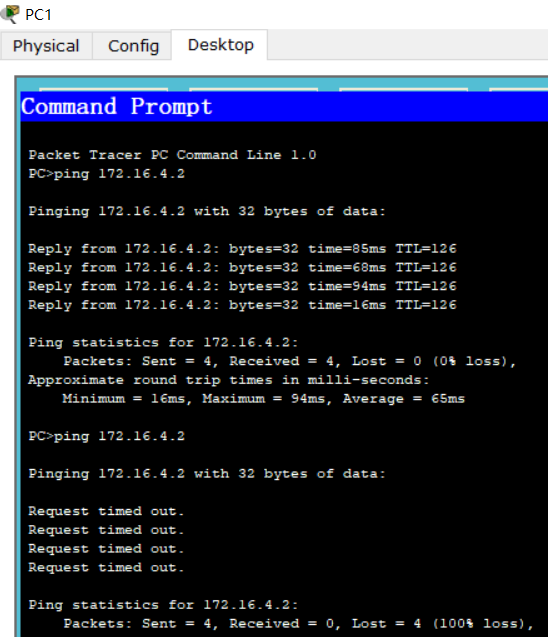 PC1
Physical Config Desktop
Command Prompt
Packet Tracer PC Command Line 1.0
PC>ping 172.16.4.2
Pinging 172.16.4.2 with 32 bytes of data:
Reply from 172.16.4.2: bytes=32 time=85ms TTL=126
Reply from 172.16.4.2: bytes=32 time=68ms TTL=126
Reply from 172.16.4.2: bytes=32 time=94ms TTL=126
Reply from 172.16.4.2: bytes=32 time=16ms TTL=126
Ping statistics for 172.16.4.2:
Packets: Sent = 4, Received = 4, Lost = 0 (0% loss),
Approximate round trip times in milli-seconds:
Minimum = 16ms, Maximum = 94ms, Average = 65ms
PC>ping 172.16.4.2
Pinging 172.16.4.2 with 32 bytes of data:
Request timed out.
Request timed out.
Request timed out.
Request timed out.
Ping statistics for 172.16.4.2:
Packets: Sent = 4, Received = 0, Lost = 4 (100% loss),